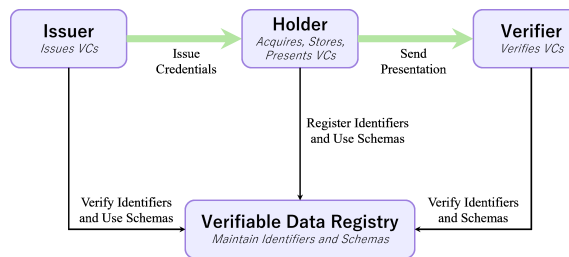 Issuer
Issues VCs
Issue
Credentials
Holder
Acquires, Stores,
Presents VCs
Send
Presentation
Verifier
Verifies VCs
Register Identifiers
and Use Schemas
Verify Identifiers
and Use Schemas
Verify Identifiers
and Schemas
Verifiable Data Registry
Maintain Identifiers and Schemas